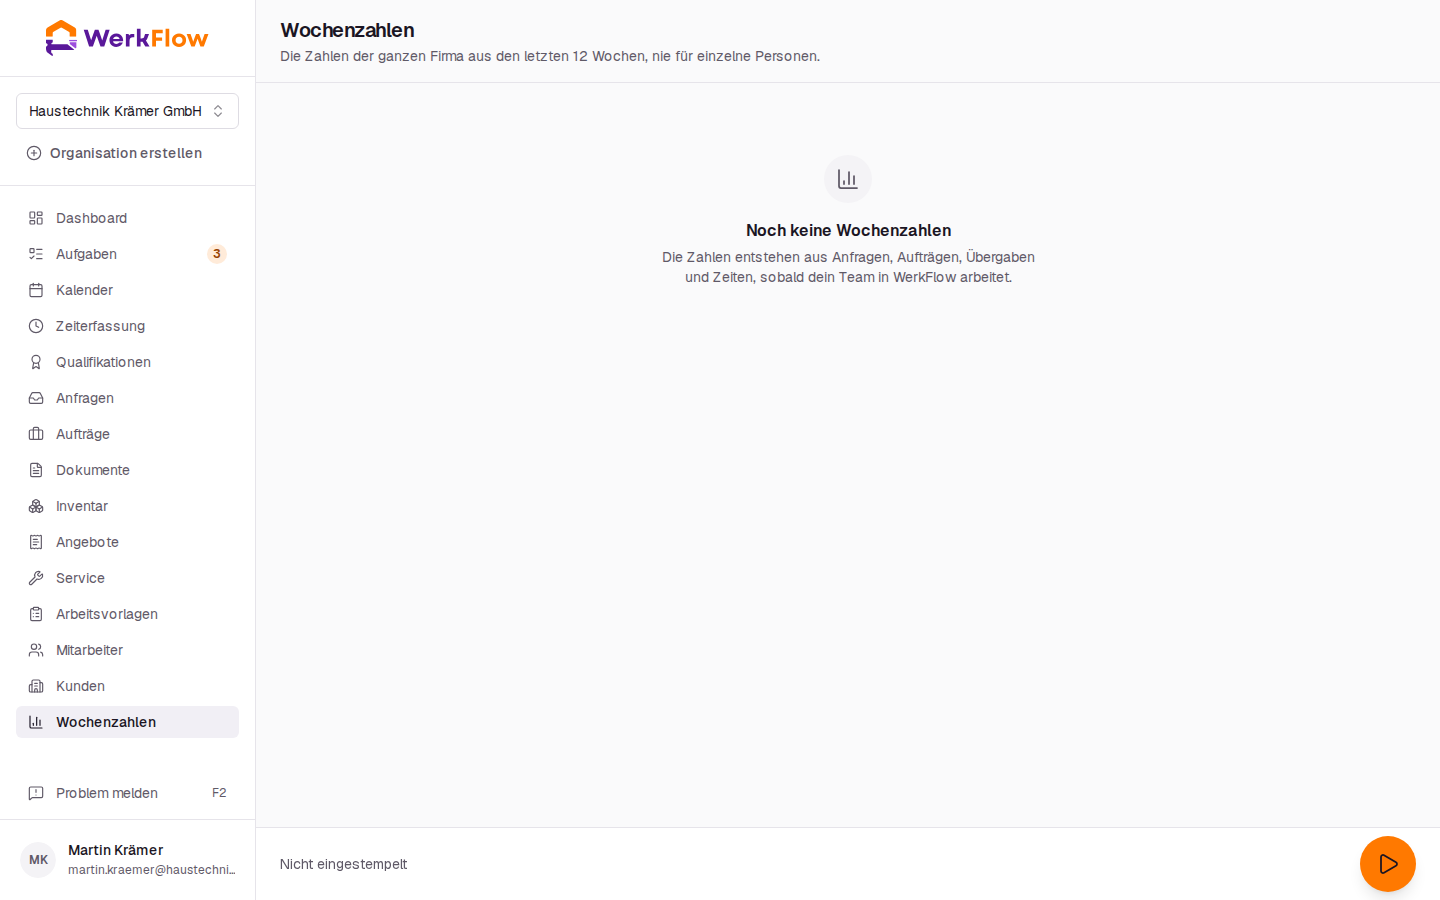 WerkFlow
Haustechnik Krämer GmbH
Organisation erstellen
Dashboard
Aufgaben 3
Kalender
Zeiterfassung
Qualifikationen
Anfragen
Aufträge
Dokumente
Inventar
Angebote
Service
Arbeitsvorlagen
Mitarbeiter
Kunden
Wochenzahlen
Problem melden F2
MK
Martin Krämer
martin.kraemer@haustechni...
Wochenzahlen
Die Zahlen der ganzen Firma aus den letzten 12 Wochen, nie für einzelne Personen.
Noch keine Wochenzahlen
Die Zahlen entstehen aus Anfragen, Aufträgen, Übergaben
und Zeiten, sobald dein Team in WerkFlow arbeitet.
Nicht eingestempelt